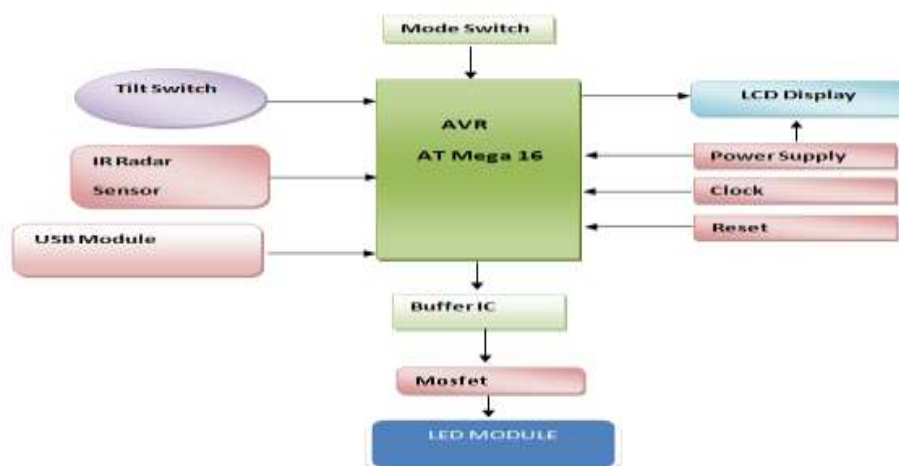 Mode Switch
Tilt Switch
LCD Display
AVR
AT Mega 16
IR Radar
Sensor
Power Supply
Clock
Reset
USB Module
Buffer IC
Mosfet
LED MODULE